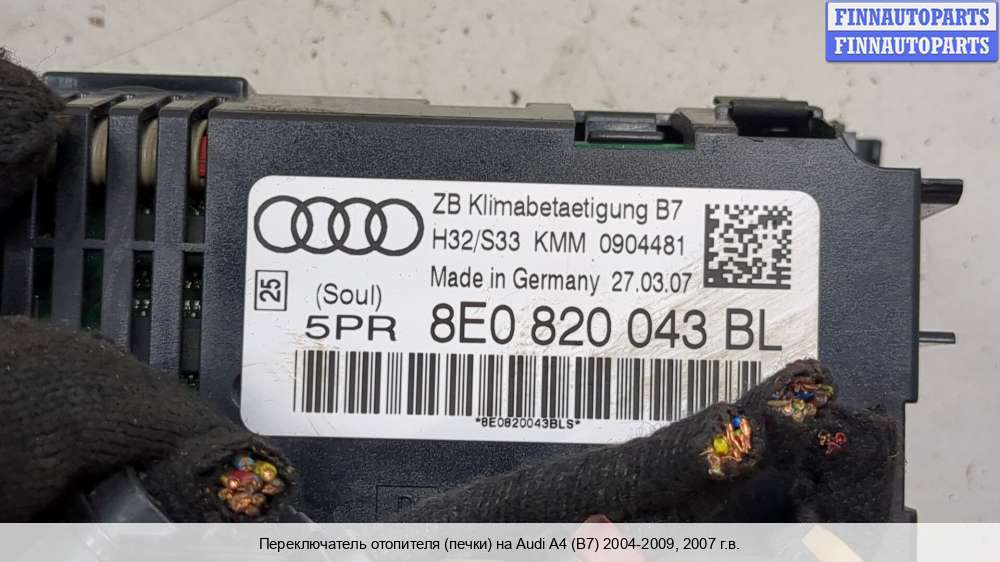 FINNAUTOPARTS
FINNAUTOPARTS
ZB Klimabetaetigung B7
H32/S33 KMM 0904481
Made in Germany 27.03.07
25
(Soul)
5PR 8E0 820 043 BL
*8E0820043BLS*
Переключатель отопителя (печки) на Audi A4 (B7) 2004-2009, 2007 г.в.